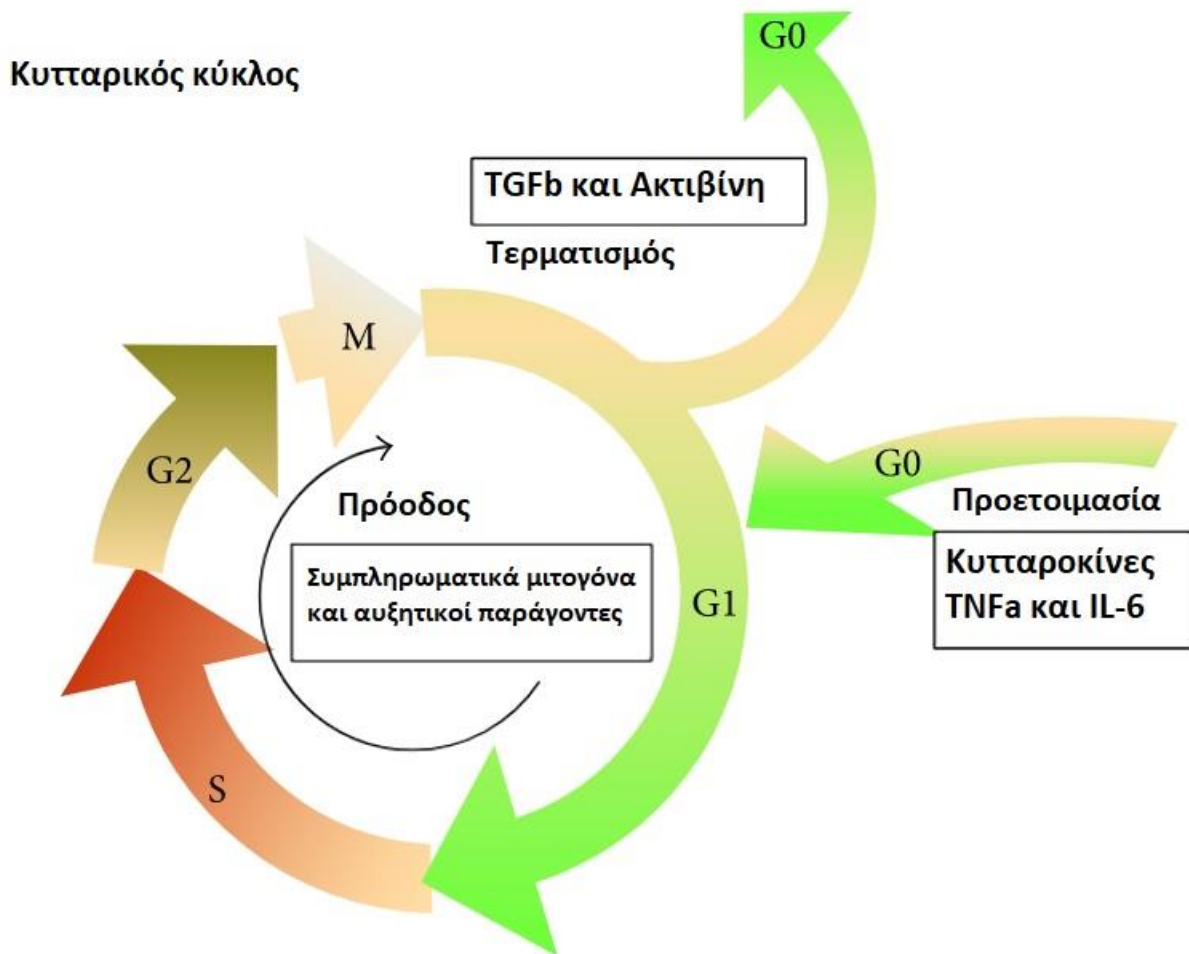 Κυτταρικός κύκλος
G0
TGFb και Ακτιβίνη
Τερματισμός
M
G2
G0
Προετοιμασία
Κυτταροκίνες
TNFa και IL-6
Πρόοδος
Συμπληρωματικά μιτογόνα
και αυξητικοί παράγοντες
G1
S